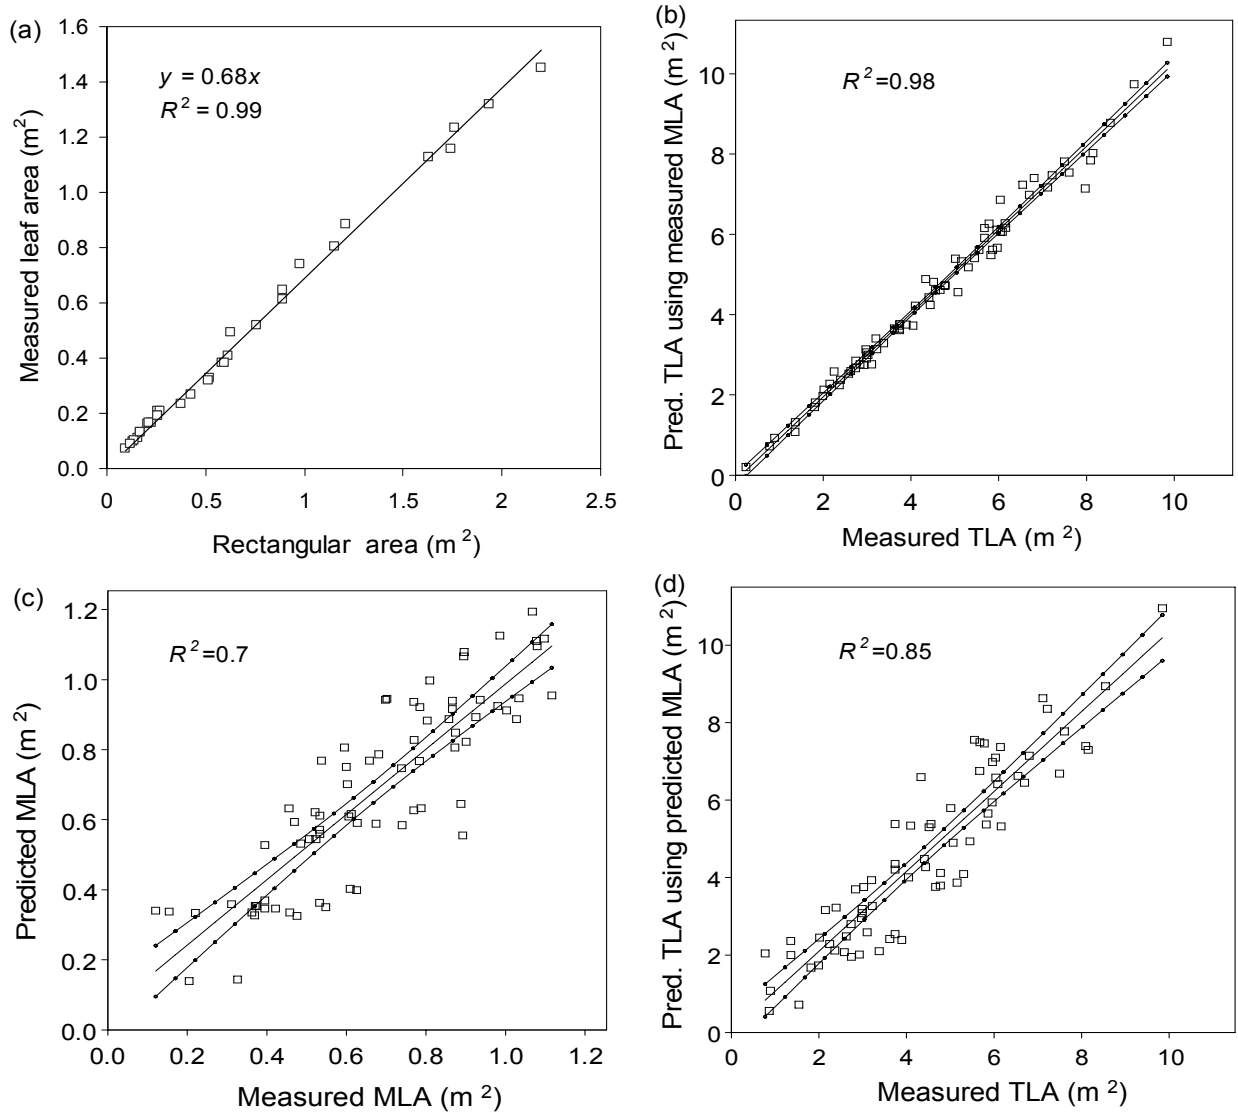 (a)
1.6
1.4
1.2
1.0
0.8
0.6
0.4
0.2
0.0
Measured leaf area (m²)
y = 0.68x
R² = 0.99
0 0.5 1 1.5 2 2.5
Rectangular area (m²)
(b)
10
8
6
4
2
0
Pred. TLA using measured MLA (m²)
R²=0.98
0 2 4 6 8 10
Measured TLA (m²)
(c)
1.2
1.0
0.8
0.6
0.4
0.2
0.0
Predicted MLA (m²)
R²=0.7
0.0 0.2 0.4 0.6 0.8 1.0 1.2
Measured MLA (m²)
(d)
10
8
6
4
2
0
Pred. TLA using predicted MLA (m²)
R²=0.85
0 2 4 6 8 10
Measured TLA (m²)